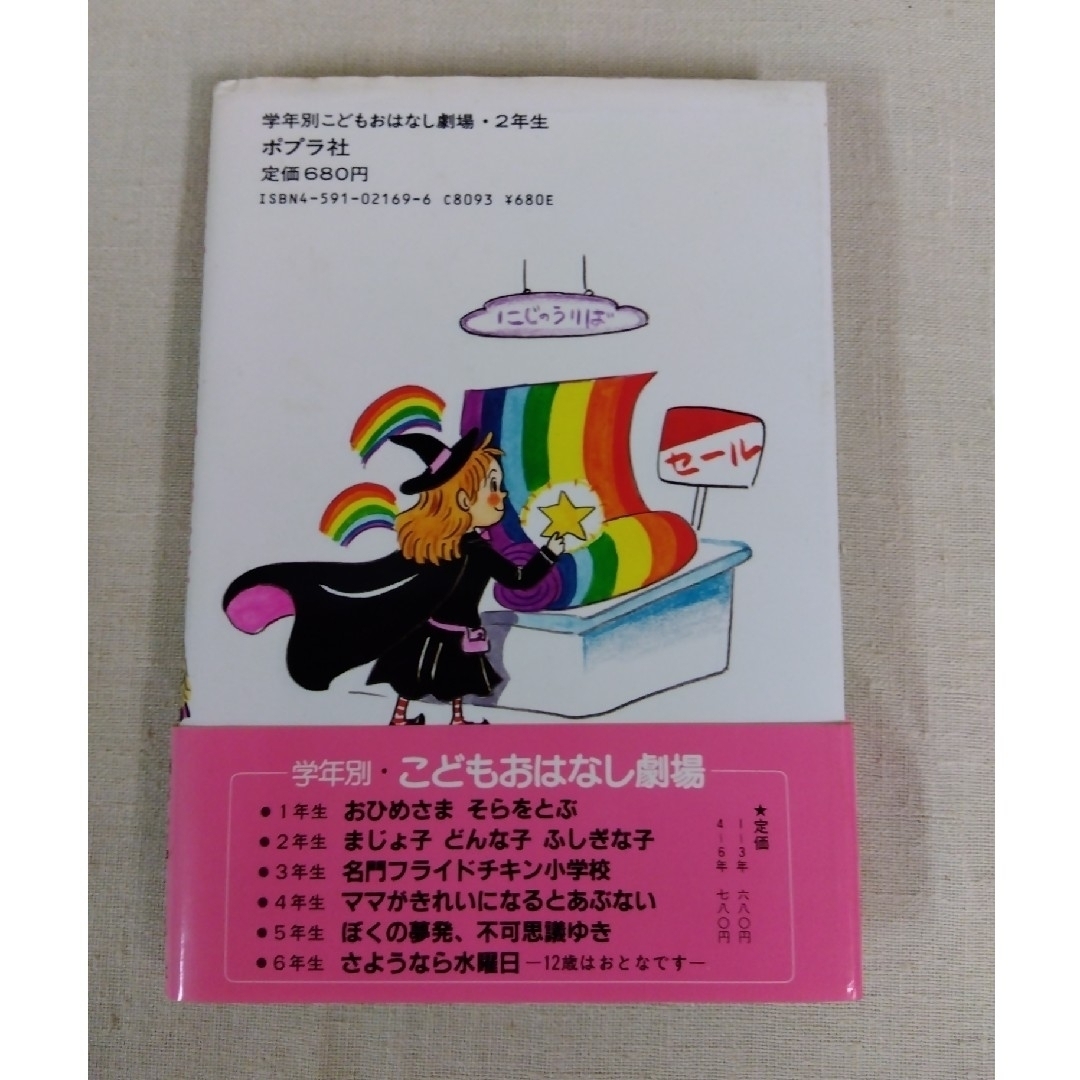 学年別こどもおはなし劇場・2年生
ポプラ社
定価680円
ISBN4-591-02169-6 C8093 ¥680E
にじのうりば
セール
学年別・こどもおはなし劇場
●1年生 おひめさま そらをとぶ
●2年生 まじょ子 どんな子 ふしぎな子
●3年生 名門フライドチキン小学校
●4年生 ママがきれいになるとあぶない
●5年生 ぼくの夢発、不可思議ゆき
●6年生 さようなら水曜日—12歳はおとなです—
★定価
1–3年 六八〇円
4–6年 七八〇円